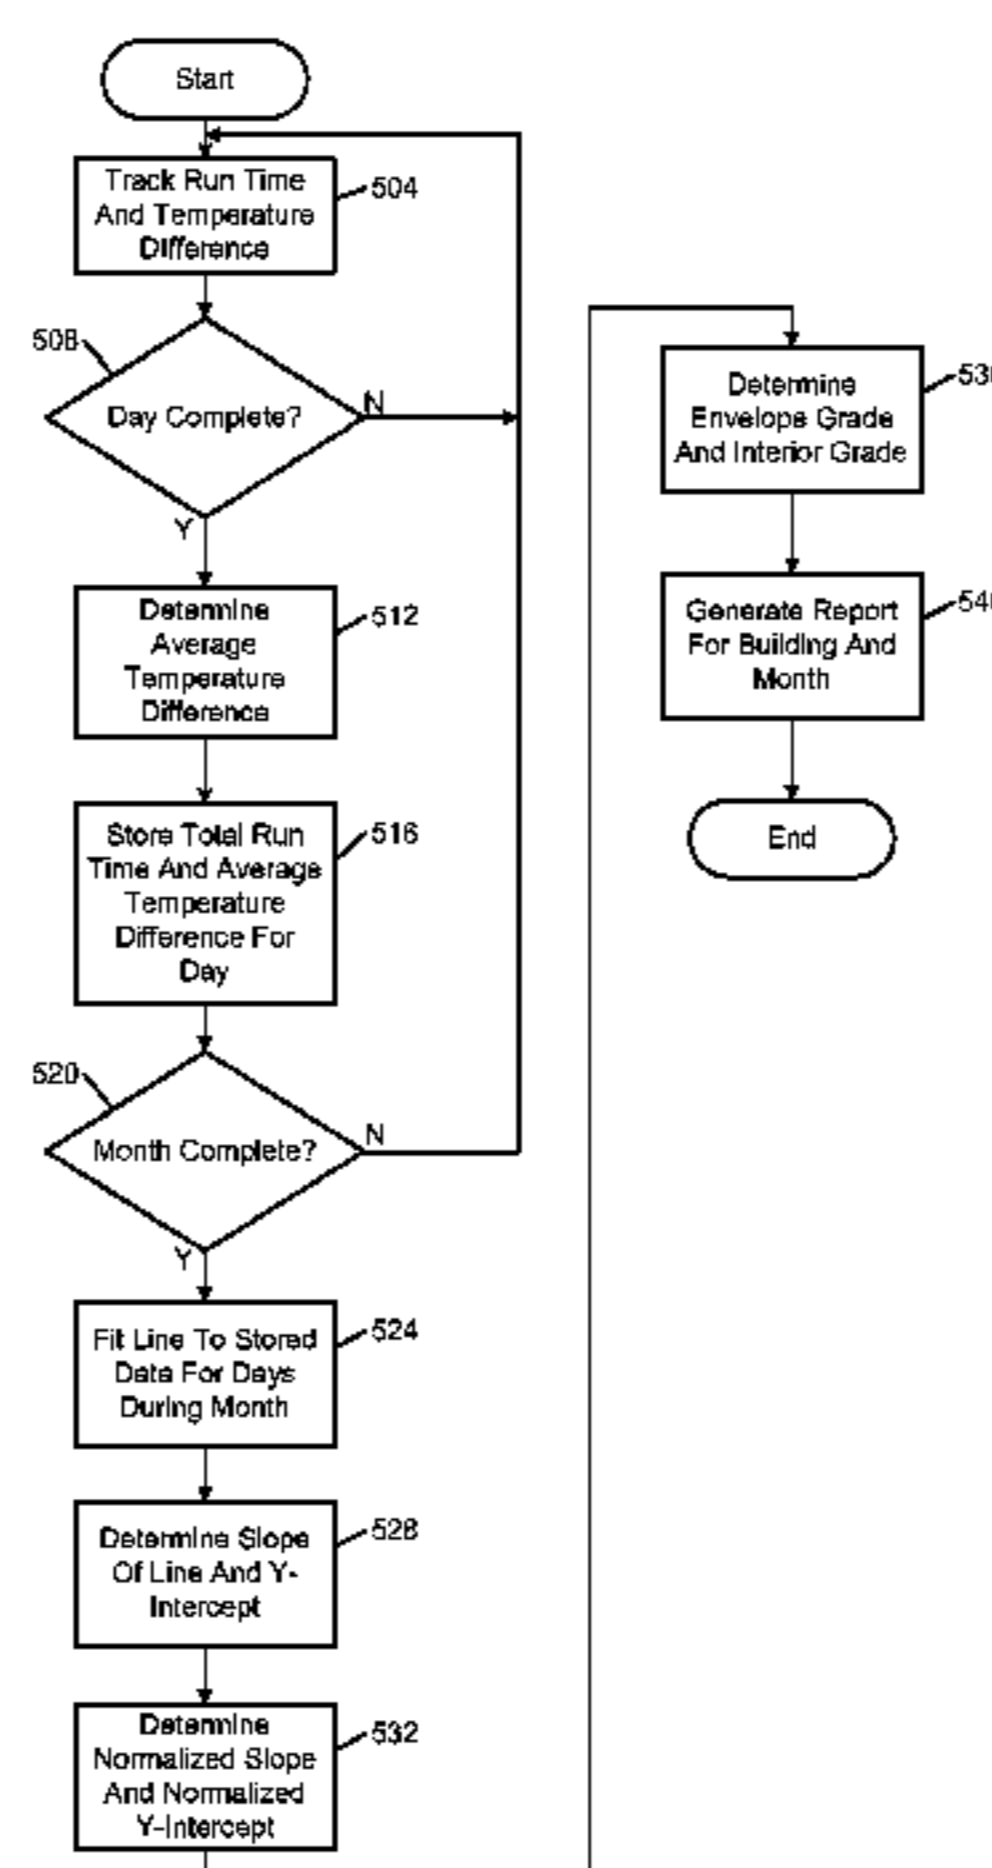 Start
Track Run Time
And Temperature
Difference
504
508
Day Complete?
N
Y
Determine
Average
Temperature
Difference
512
Store Total Run
Time And Average
Temperature
Difference For
Day
516
520
Month Complete?
N
Y
Fit Line To Stored
Data For Days
During Month
524
Determine Slope
Of Line And Y-
Intercept
528
Determine
Normalized Slope
And Normalized
Y-Intercept
532
Determine
Envelope Grade
And Interior Grade
Generate Report
For Building And
Month
End